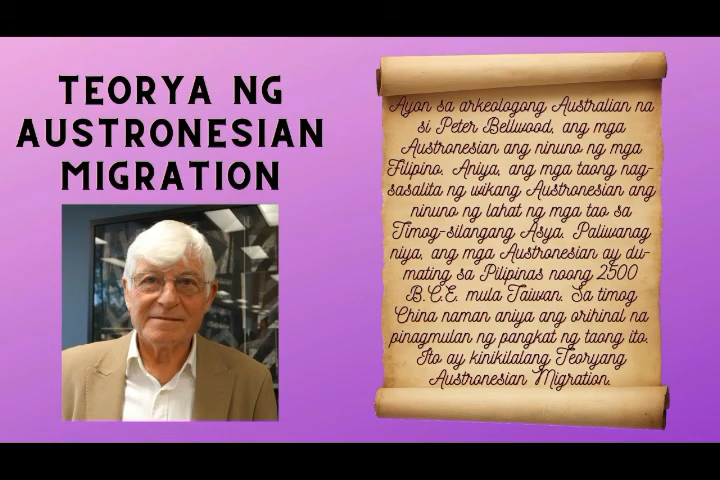 TEORYA NG
AUSTRONESIAN
MIGRATION
Ayon sa arkeologong Australian na
si Peter Bellwood, ang mga
Austronesian ang ninuno ng mga
Filipino. Aniya, ang mga taong nag-
sasalita ng wikang Austronesian ang
ninuno ng lahat ng mga tao sa
Timog-silangang Asya. Paliwanag
niya, ang mga Austronesian ay du-
mating sa Pilipinas noong 2500
B.C.E. mula Taiwan. Sa timog
China naman aniya ang orihinal na
pinagmulan ng pangkat ng taong ito.
Ito ay kinikilalang Teoryang
Austronesian Migration.